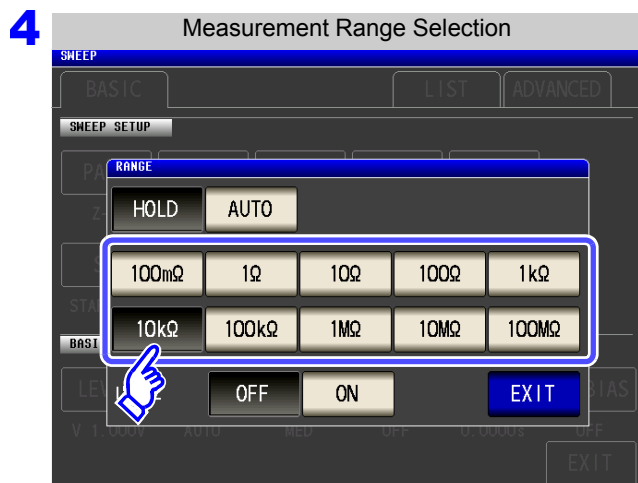 4
Measurement Range Selection
SWEEP
BASIC LIST ADVANCED
SWEEP SETUP
RANGE
HOLD AUTO
100mΩ 1Ω 10Ω 100Ω 1kΩ
10kΩ 100kΩ 1MΩ 10MΩ 100MΩ
OFF ON EXIT
V 1.000V AUTO MED OFF 0.0000s OFF
EXIT